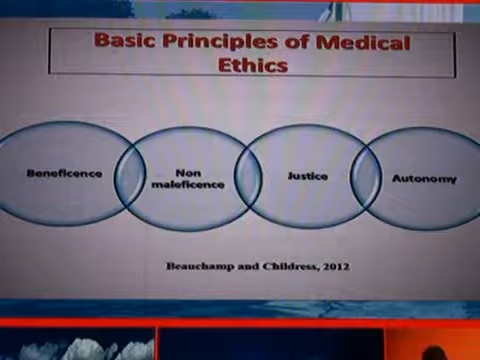 Basic Principles of Medical
Ethics
Beneficence
Non
maleficence
Justice
Autonomy
Beauchamp and Childress, 2012